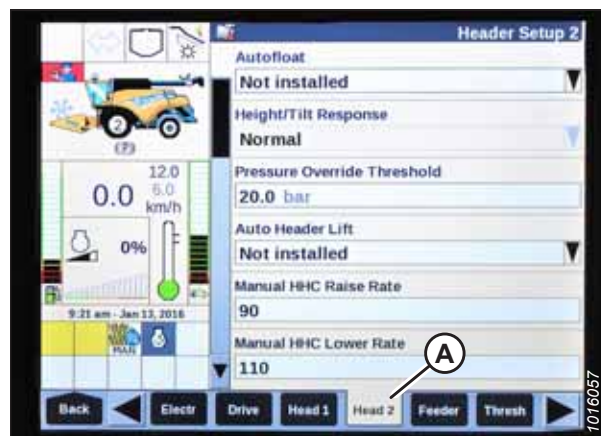 Header Setup 2
Autofloat
Not installed
Height/Tilt Response
Normal
Pressure Override Threshold
20.0 bar
Auto Header Lift
Not installed
Manual HHC Raise Rate
90
Manual HHC Lower Rate
110
2
(P)
12.0
0.0 6.0
km/h
0%
9:21 am - Jan 13, 2016
MAN
A
Back Electr Drive Head 1 Head 2 Feeder Thresh
1016057